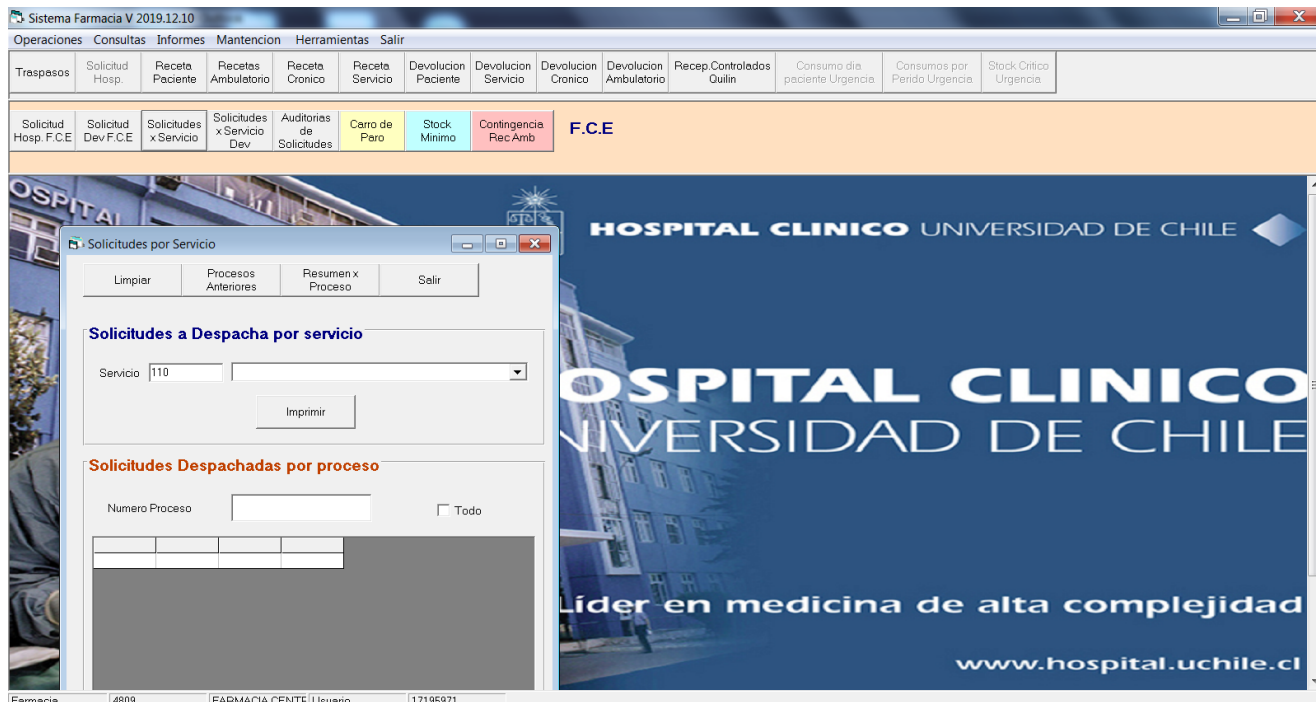 Sistema Farmacia V 2019.12.10
Operaciones Consultas Informes Mantencion Herramientas Salir
Traspasos
Solicitud
Hosp.
Receta
Paciente
Recetas
Ambulatorio
Receta
Cronico
Receta
Servicio
Devolucion
Paciente
Devolucion
Servicio
Devolucion
Cronico
Devolucion
Ambulatorio
Recep.Controlados
Quilin
Consumo dia
paciente Urgencia
Consumos por
Perido Urgencia
Stock Critico
Urgencia
Solicitud
Hosp. F.C.E
Solicitud
Dev F.C.E
Solicitudes
x Servicio
Solicitudes
x Servicio
Dev
Auditorias
de
Solicitudes
Carro de
Paro
Stock
Minimo
Contingencia
Rec Amb
F.C.E
OSPITAL
HOSPITAL CLINICO UNIVERSIDAD DE CHILE
Solicitudes por Servicio
Limpiar
Procesos
Anteriores
Resumen x
Proceso
Salir
Solicitudes a Despacha por servicio
Servicio 110
Imprimir
OSPITAL CLINICO
IVERSIDAD DE CHILE
Solicitudes Despachadas por proceso
Numero Proceso
Todo
Líder en medicina de alta complejidad
www.hospital.uchile.cl
Farmacia 4809 FARMACIA CENTF Usuario 17195971